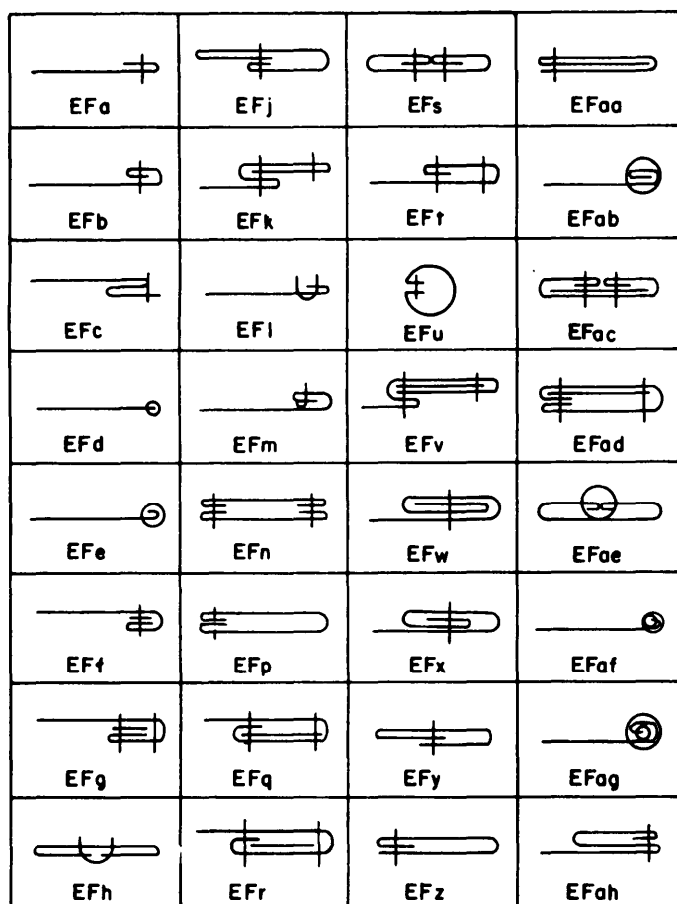 EFa EFj EFs EFaa
EFb EFk EFt EFab
EFc EFl EFu EFac
EFd EFm EFv EFad
EFe EFn EFw EFae
EFf EFp EFx EFaf
EFg EFq EFy EFag
EFh EFr EFz EFah